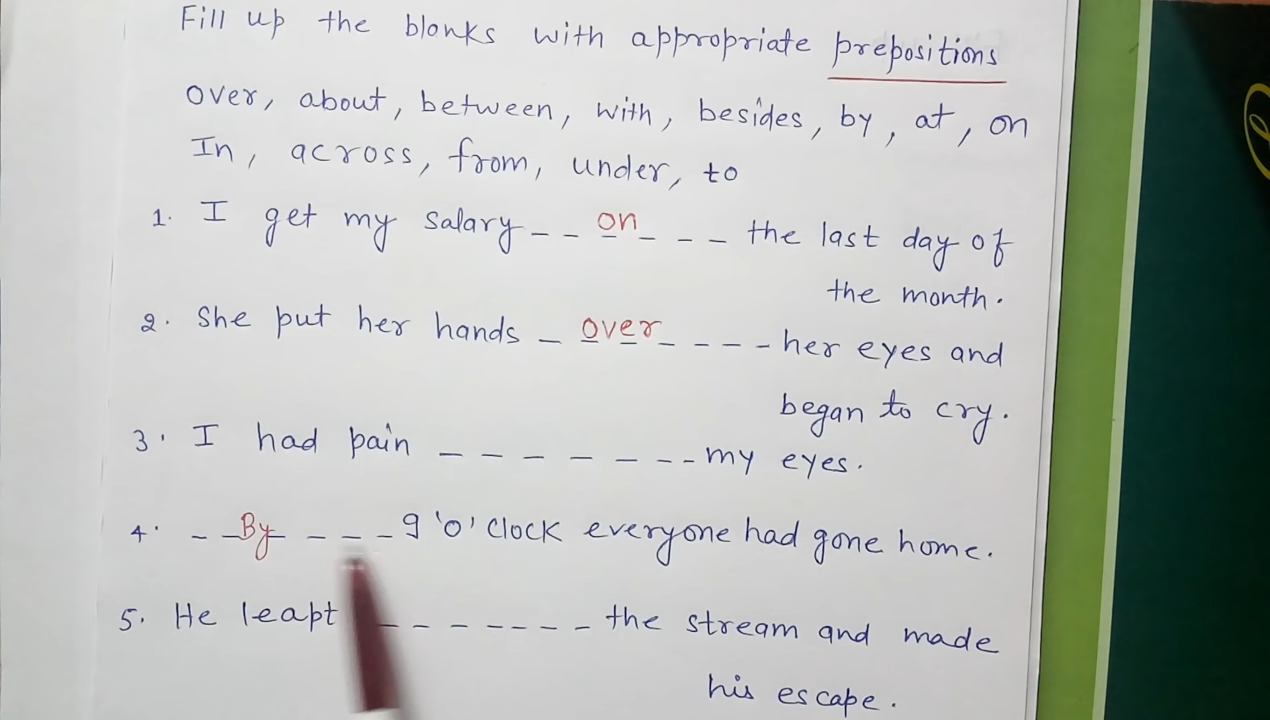 Fill up the blanks with appropriate prepositions
over, about, between, with, besides, by, at, on
In, across, from, under, to
1. I get my salary _ _ on _ _ _ the last day of
the month.
2. She put her hands _ over _ _ _ _ her eyes and
began to cry.
3. I had pain _ _ _ _ _ _ _ my eyes.
4. _ _ By _ _ _ 9 'o' clock everyone had gone home.
5. He leapt _ _ _ _ _ _ _ the stream and made
his escape.